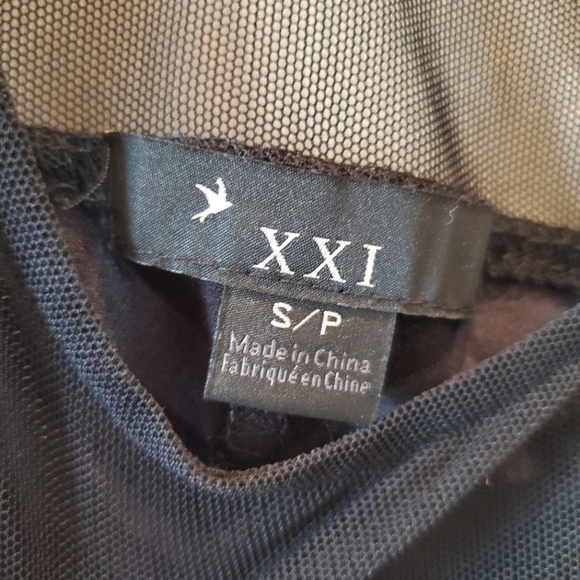 XXI
S/P
Made in China
Fabriqué en Chine